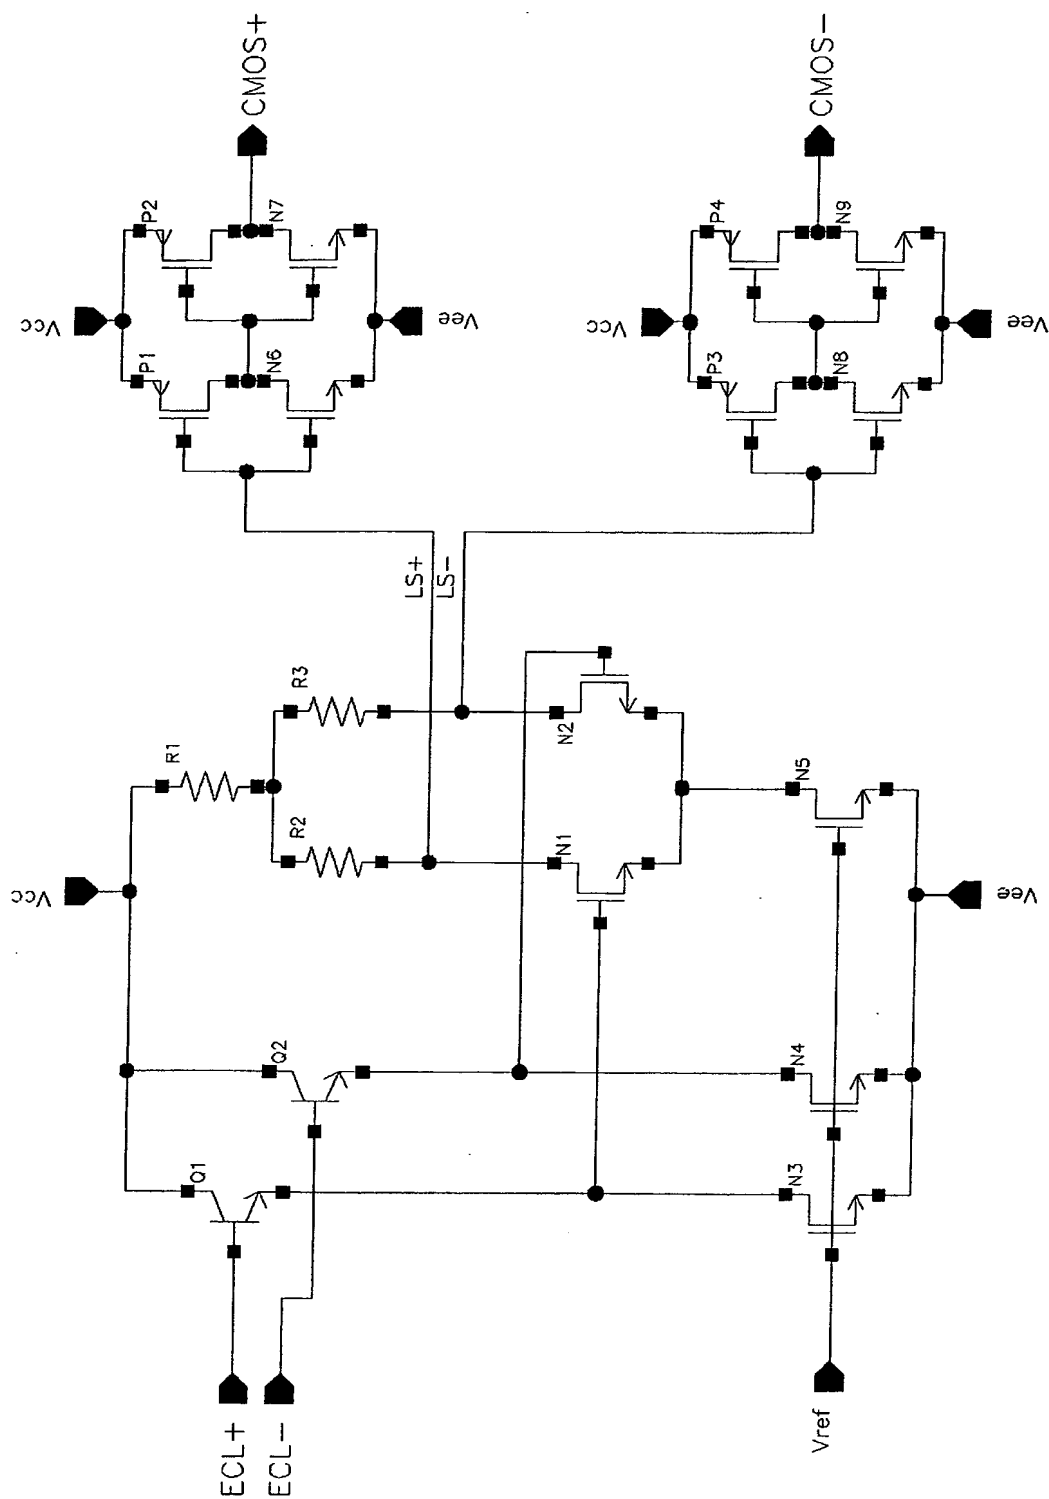 CMOS+
CMOS-
P2
N7
P4
N9
Vcc
Vee
Vcc
Vee
P1
N6
P3
N8
LS+
LS-
R3
N2
R1
N5
R2
N1
Vcc
Vee
Q2
N4
Q1
N3
ECL+
ECL-
Vref